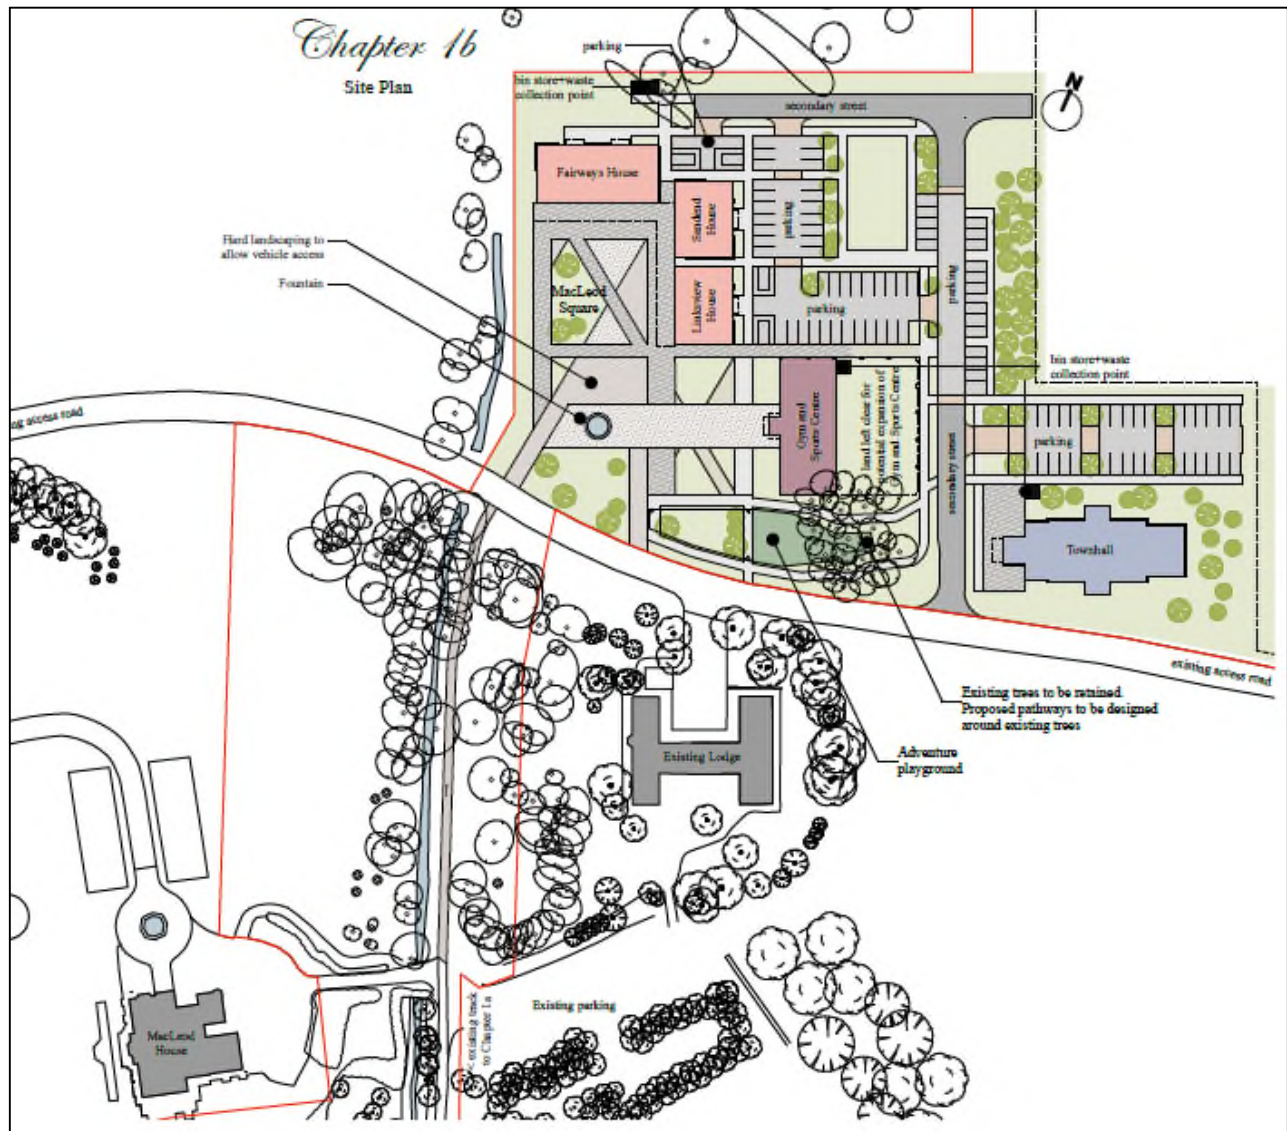 Chapter 1b
Site Plan
parking
bin store+waste
collection point
secondary street
N
Fairways House
Sandend
House
parking
Hard landscaping to
allow vehicle access
Fountain
MacLeod
Square
Linksview
House
parking
parking
bin store+waste
collection point
ng access road
Gym and
Sports Centre
land left clear for
potential expansion of
Gym and Sports Centre
parking
secondary street
Townhall
existing access road
Existing trees to be retained.
Proposed pathways to be designed
around existing trees
Adventure
playground
Existing Lodge
Existing parking
< existing track
to Chapter 1a
MacLeod
House